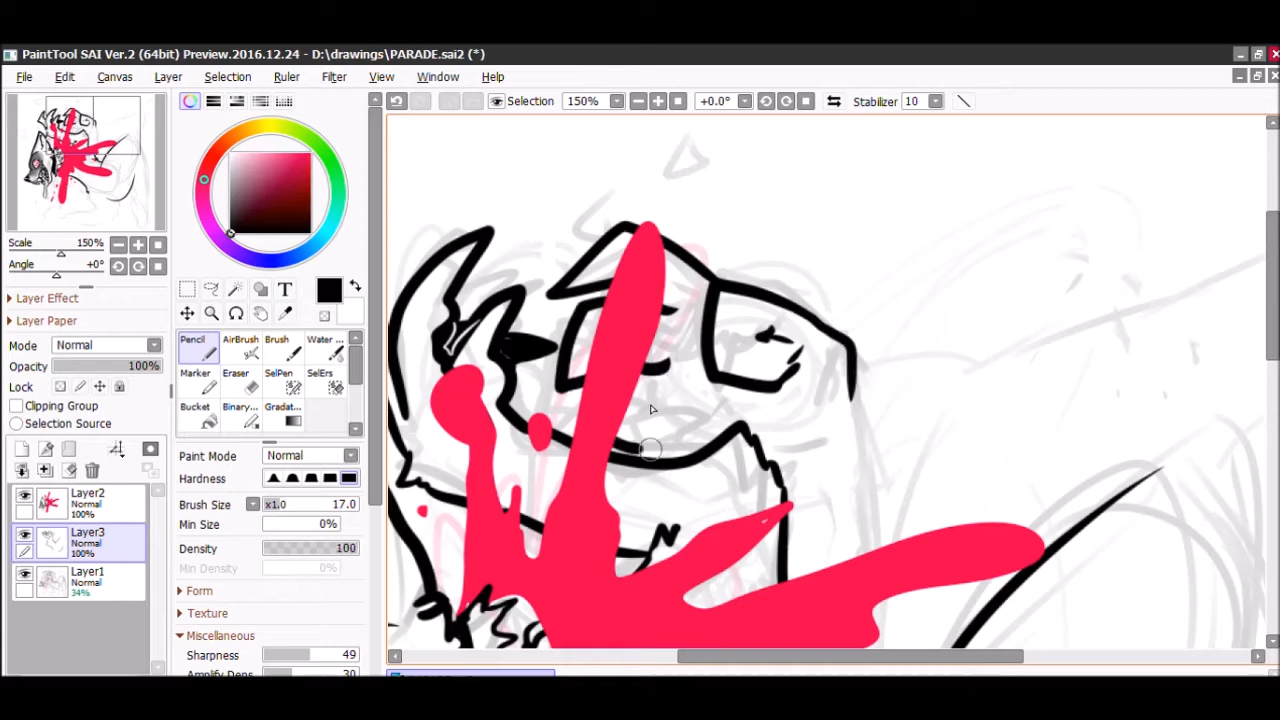 PaintTool SAI Ver.2 (64bit) Preview.2016.12.24 - D:\drawings\PARADE.sai2 (*)
File Edit Canvas Layer Selection Ruler Filter View Window Help
Selection 150% +0.0° Stabilizer 10
Scale 150%
Angle +0°
Layer Effect
Layer Paper
Mode Normal
Opacity 100%
Lock
Clipping Group
Selection Source
Layer2
Normal
100%
Layer3
Normal
100%
Layer1
Normal
34%
T
Pencil AirBrush Brush Water ...
Marker Eraser SelPen SelErs
Bucket Binary... Gradat...
Paint Mode Normal
Hardness
Brush Size x1.0 17.0
Min Size 0%
Density 100
Min Density 0%
Form
Texture
Miscellaneous
Sharpness 49
Amplify Dens 30